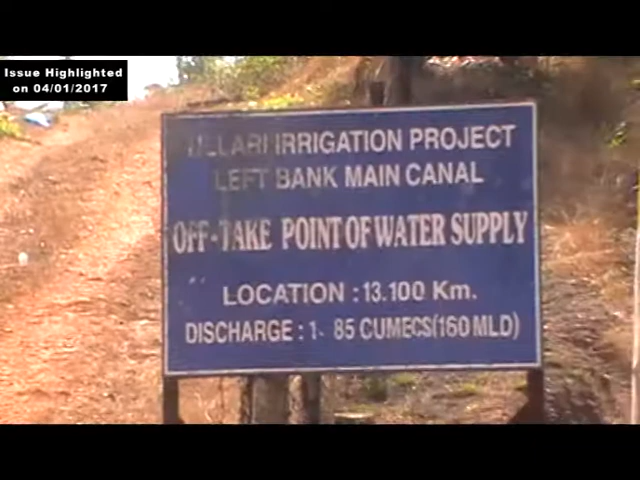 Issue Highlighted
on 04/01/2017
IRRIGATION PROJECT
LEFT BANK MAIN CANAL
OFF-TAKE POINT OF WATER SUPPLY
LOCATION : 13.100 Km.
DISCHARGE : 1. 85 CUMECS(160 MLD)